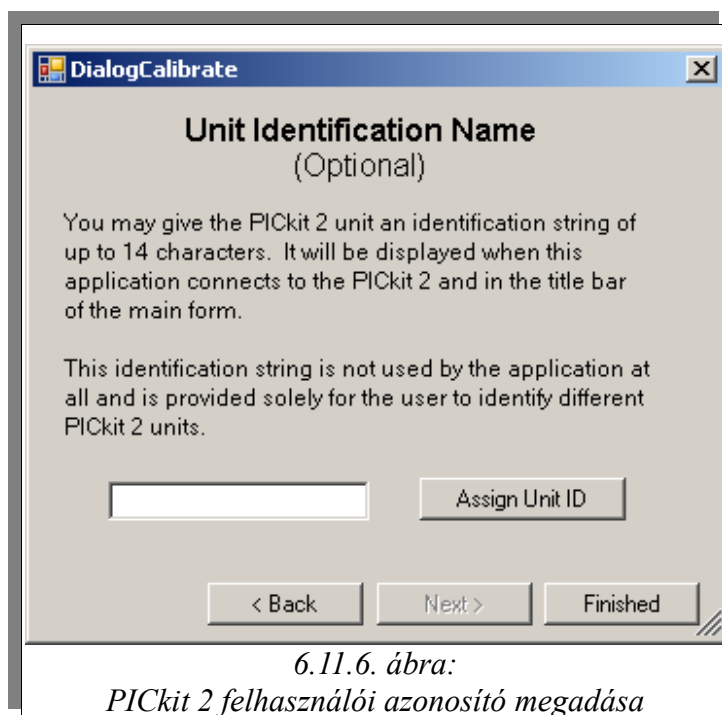 DialogCalibrate
Unit Identification Name
(Optional)
You may give the PICkit 2 unit an identification string of
up to 14 characters. It will be displayed when this
application connects to the PICkit 2 and in the title bar
of the main form.
This identification string is not used by the application at
all and is provided solely for the user to identify different
PICkit 2 units.
Assign Unit ID
< Back
Next >
Finished
6.11.6. ábra:
PICkit 2 felhasználói azonosító megadása